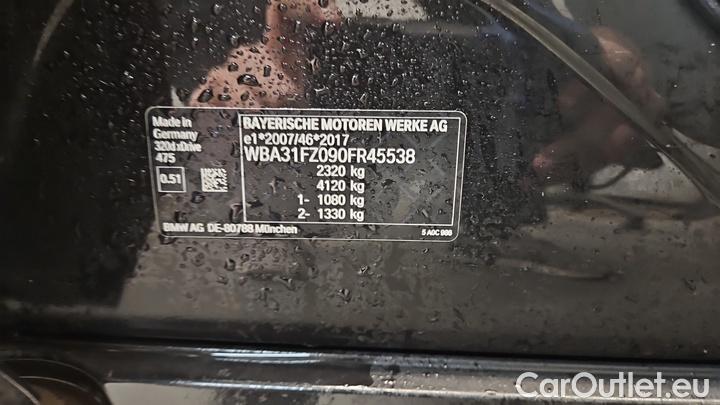 Made in
Germany
320d xDrive
475
0.51
BAYERISCHE MOTOREN WERKE AG
e1*2007/46*2017
WBA31FZ090FR45538
2320 kg
4120 kg
1- 1080 kg
2- 1330 kg
BMW AG DE-80788 München
5 A0C 989
CarOutlet.eu